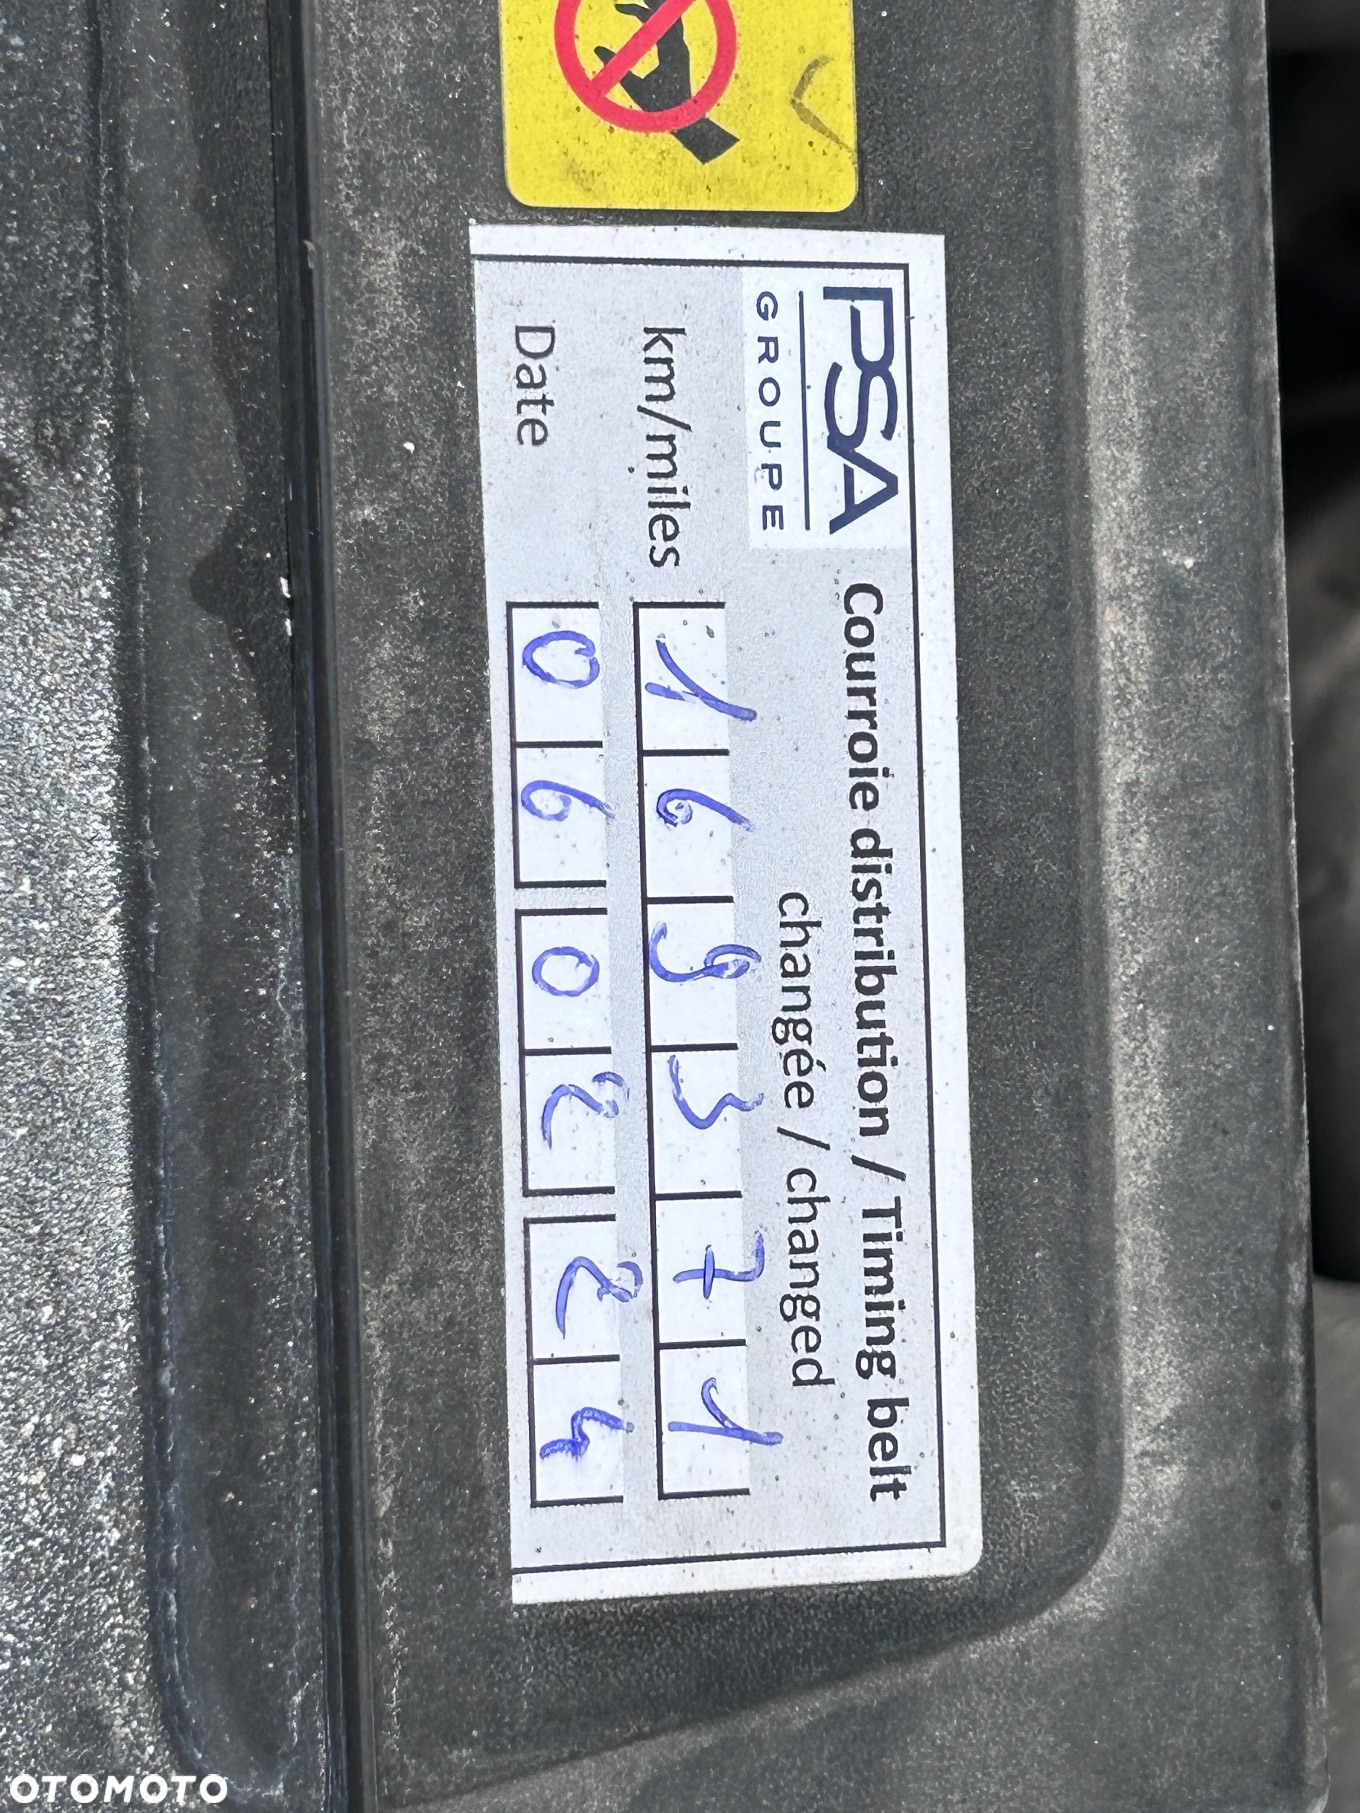 PSA
GROUPE
Courroie distribution / Timing belt
changée / changed
km/miles 169371
Date 06 02 24
OTOMOTO